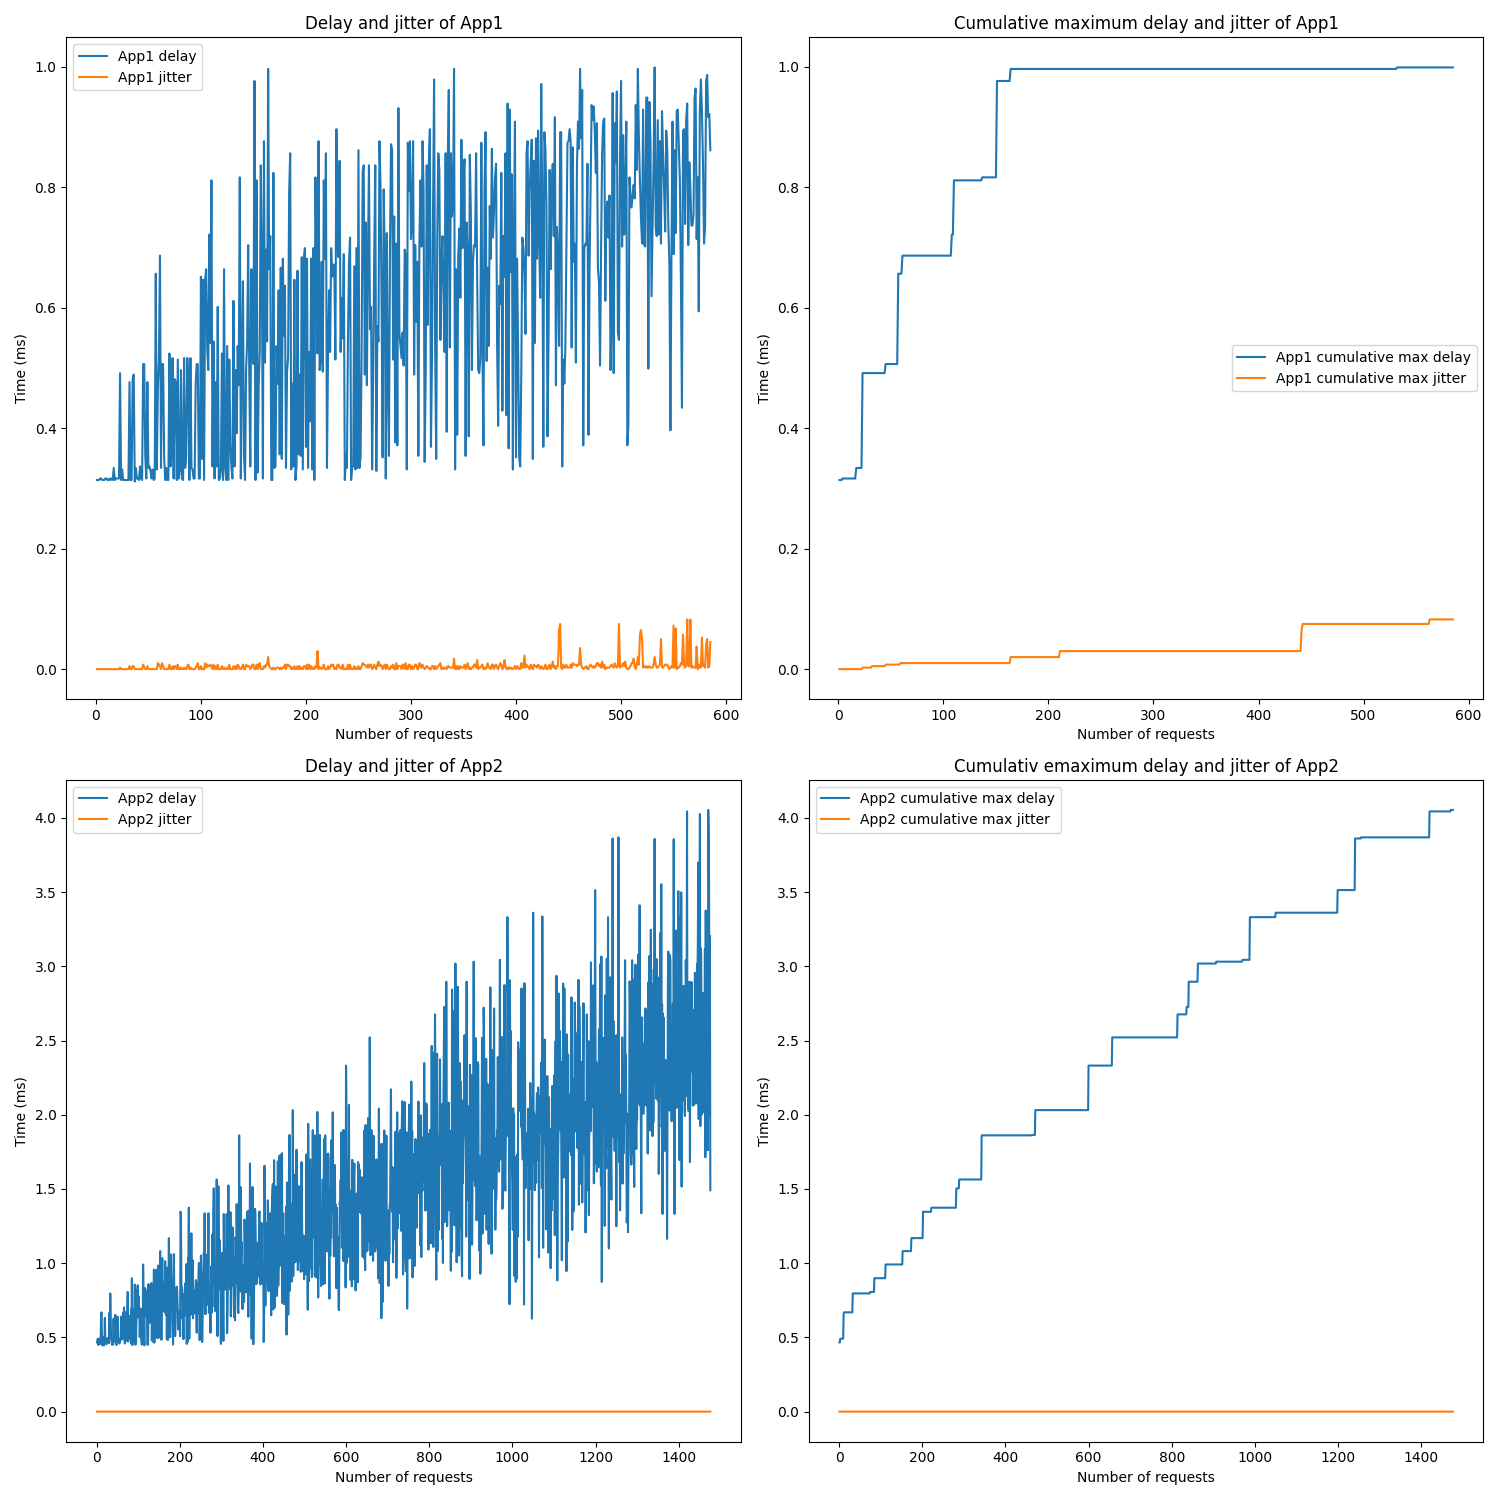 Delay and jitter of App1
App1 delay
App1 jitter
1.0
0.8
0.6
0.4
0.2
0.0
Time (ms)
0 100 200 300 400 500 600
Number of requests
Cumulative maximum delay and jitter of App1
1.0
0.8
0.6
0.4
0.2
0.0
Time (ms)
App1 cumulative max delay
App1 cumulative max jitter
0 100 200 300 400 500 600
Number of requests
Delay and jitter of App2
App2 delay
App2 jitter
4.0
3.5
3.0
2.5
2.0
1.5
1.0
0.5
0.0
Time (ms)
0 200 400 600 800 1000 1200 1400
Number of requests
Cumulativ emaximum delay and jitter of App2
App2 cumulative max delay
App2 cumulative max jitter
4.0
3.5
3.0
2.5
2.0
1.5
1.0
0.5
0.0
Time (ms)
0 200 400 600 800 1000 1200 1400
Number of requests